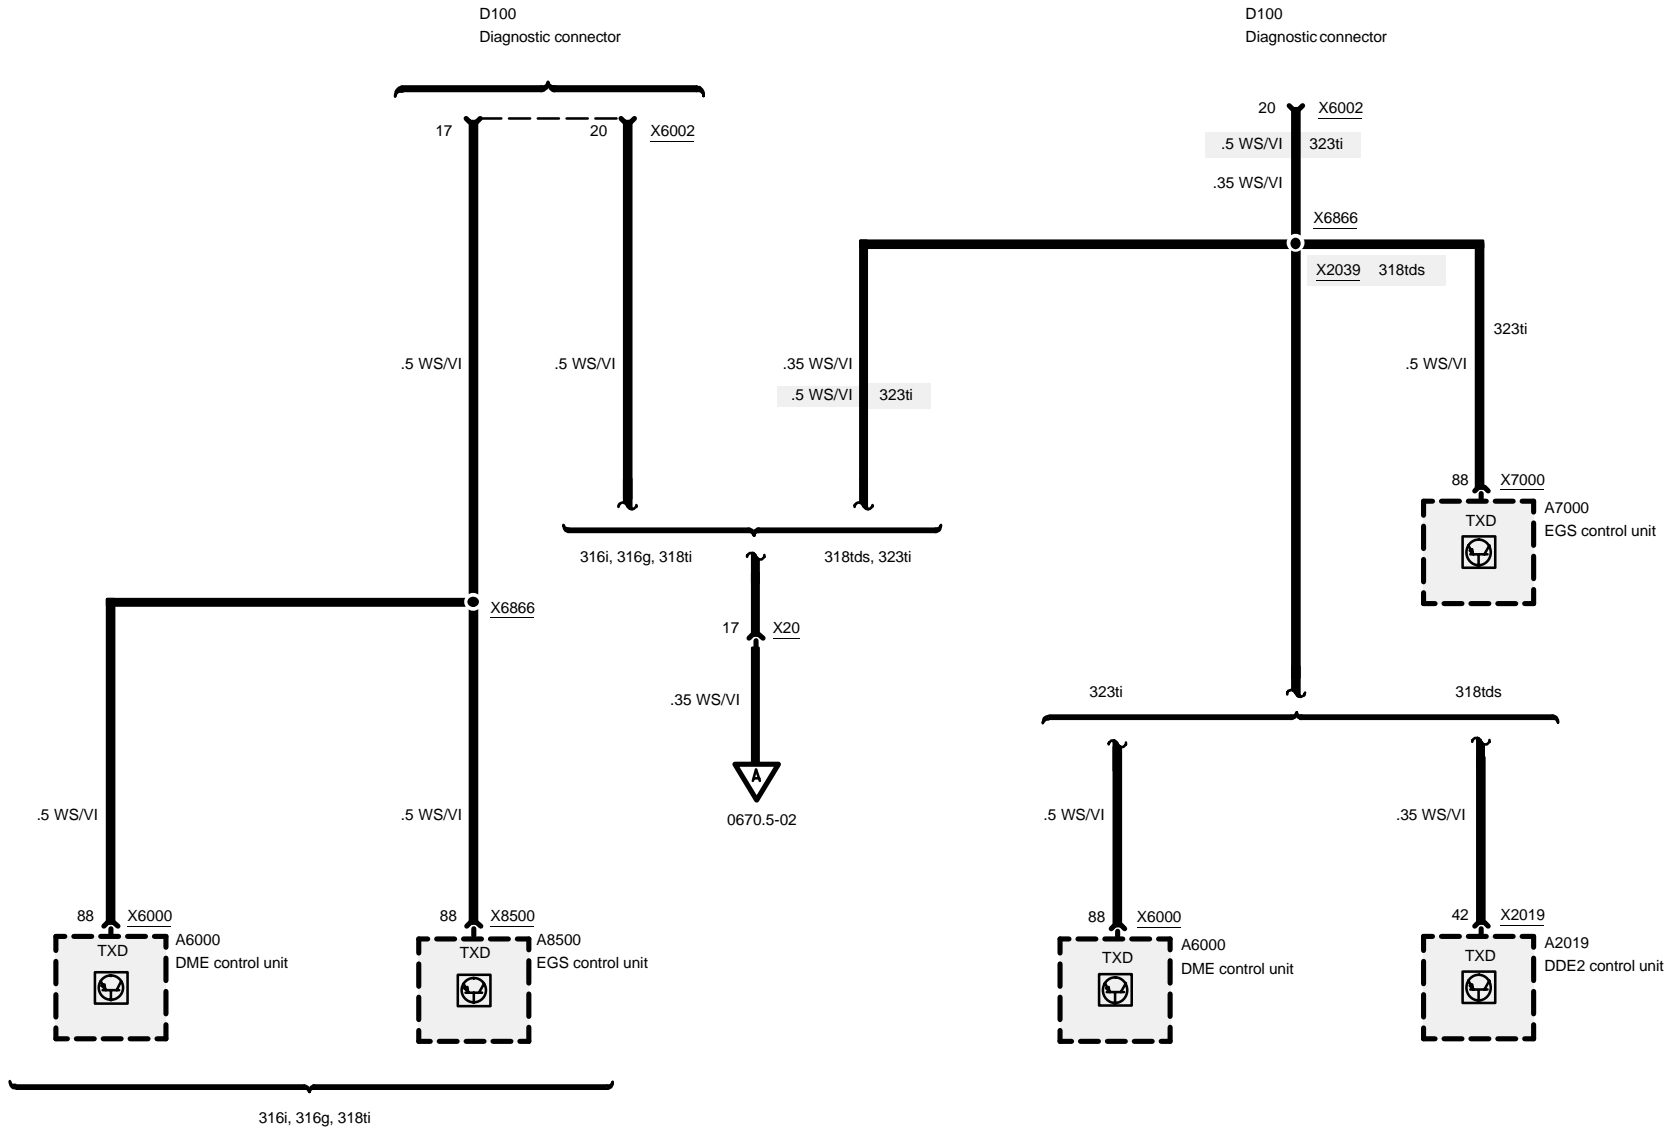 D100
Diagnostic connector
D100
Diagnostic connector
17
20
X6002
20
X6002
.5 WS/VI
323ti
.35 WS/VI
X6866
X2039
318tds
323ti
.5 WS/VI
.5 WS/VI
.35 WS/VI
.5 WS/VI
.5 WS/VI
323ti
88
X7000
A7000
TXD
EGS control unit
316i, 316g, 318ti
318tds, 323ti
X6866
17
X20
.35 WS/VI
323ti
318tds
A
0670.5-02
.5 WS/VI
.5 WS/VI
.5 WS/VI
.35 WS/VI
88
X6000
A6000
TXD
DME control unit
88
X8500
A8500
TXD
EGS control unit
88
X6000
A6000
TXD
DME control unit
42
X2019
A2019
TXD
DDE2 control unit
316i, 316g, 318ti